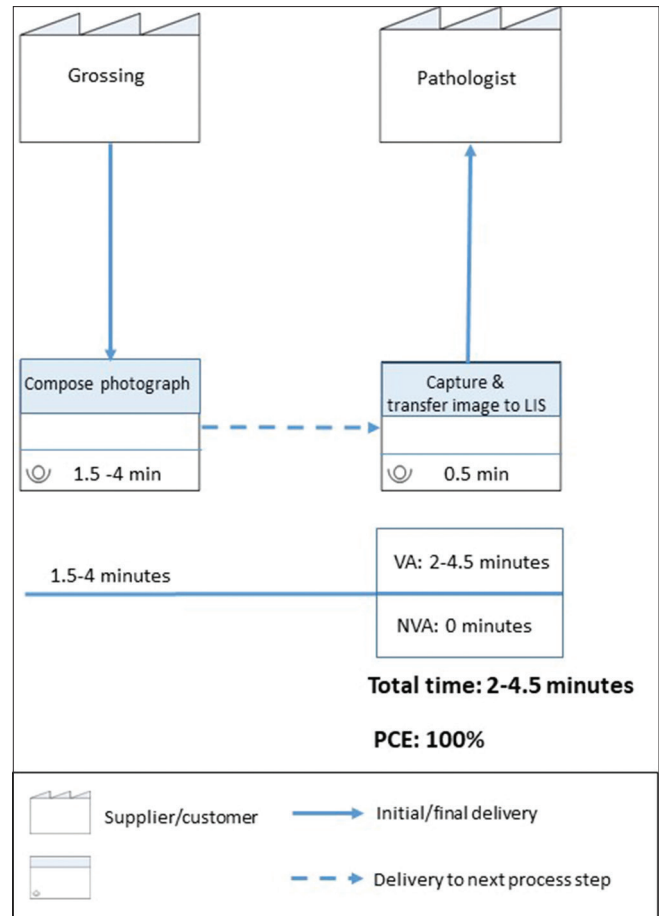 Grossing
Pathologist
Compose photograph
Capture &
transfer image to LIS
1.5 -4 min
0.5 min
1.5-4 minutes
VA: 2-4.5 minutes
NVA: 0 minutes
Total time: 2-4.5 minutes
PCE: 100%
Supplier/customer
Initial/final delivery
Delivery to next process step